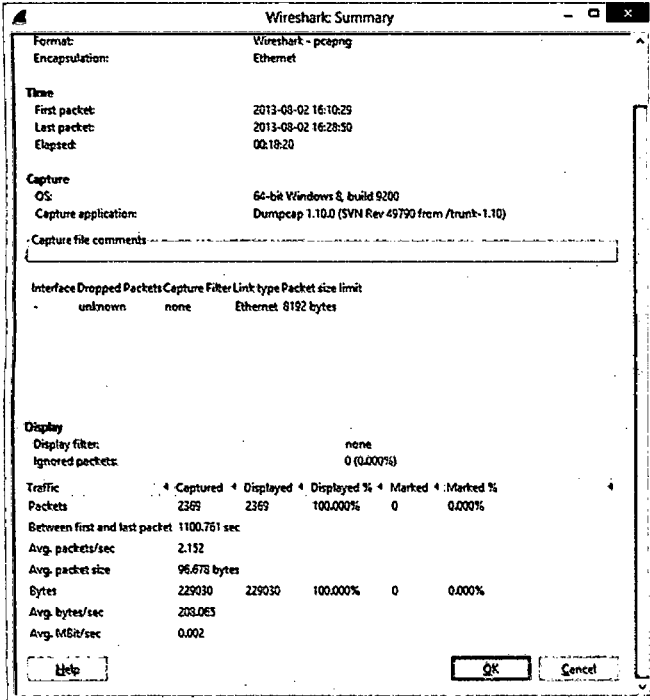 Wireshark: Summary
Format: Wireshark - pcapng
Encapsulation: Ethernet
Time
First packet: 2013-08-02 16:10:29
Last packet: 2013-08-02 16:28:50
Elapsed: 00:18:20
Capture
OS: 64-bit Windows 8, build 9200
Capture application: Dumpcap 1.10.0 (SVN Rev 49790 from /trunk-1.10)
Capture file comments
Interface Dropped Packets Capture Filter Link type Packet size limit
- unknown none Ethernet 8192 bytes
Display
Display filter: none
Ignored packets: 0 (0.000%)
Traffic Captured Displayed Displayed % Marked Marked %
Packets 2369 2369 100.000% 0 0.000%
Between first and last packet 1100.761 sec
Avg. packets/sec 2.152
Avg. packet size 96.678 bytes
Bytes 229030 229030 100.000% 0 0.000%
Avg. bytes/sec 208.065
Avg. MBit/sec 0.002
Help OK Cancel